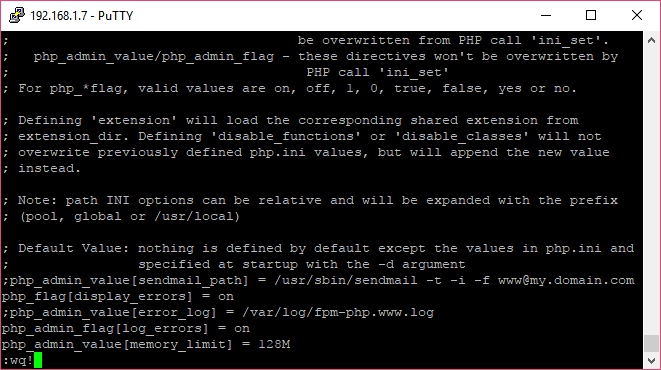 192.168.1.7 - PuTTY
;                                    be overwritten from PHP call 'ini_set'.
;   php_admin_value/php_admin_flag - these directives won't be overwritten by
;                                     PHP call 'ini_set'
; For php_*flag, valid values are on, off, 1, 0, true, false, yes or no.

; Defining 'extension' will load the corresponding shared extension from
; extension_dir. Defining 'disable_functions' or 'disable_classes' will not
; overwrite previously defined php.ini values, but will append the new value
; instead.

; Note: path INI options can be relative and will be expanded with the prefix
; (pool, global or /usr/local)

; Default Value: nothing is defined by default except the values in php.ini and
;                specified at startup with the -d argument
;php_admin_value[sendmail_path] = /usr/sbin/sendmail -t -i -f www@my.domain.com
php_flag[display_errors] = on
;php_admin_value[error_log] = /var/log/fpm-php.www.log
php_admin_flag[log_errors] = on
php_admin_value[memory_limit] = 128M
:wq!